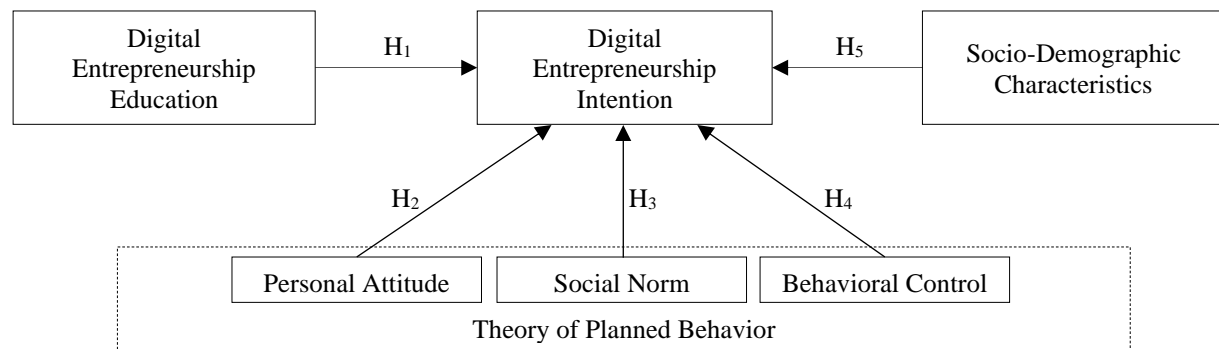 Digital
Entrepreneurship
Education
H₁
Digital
Entrepreneurship
Intention
H₅
Socio-Demographic
Characteristics
H₂
H₃
H₄
Personal Attitude
Social Norm
Behavioral Control
Theory of Planned Behavior